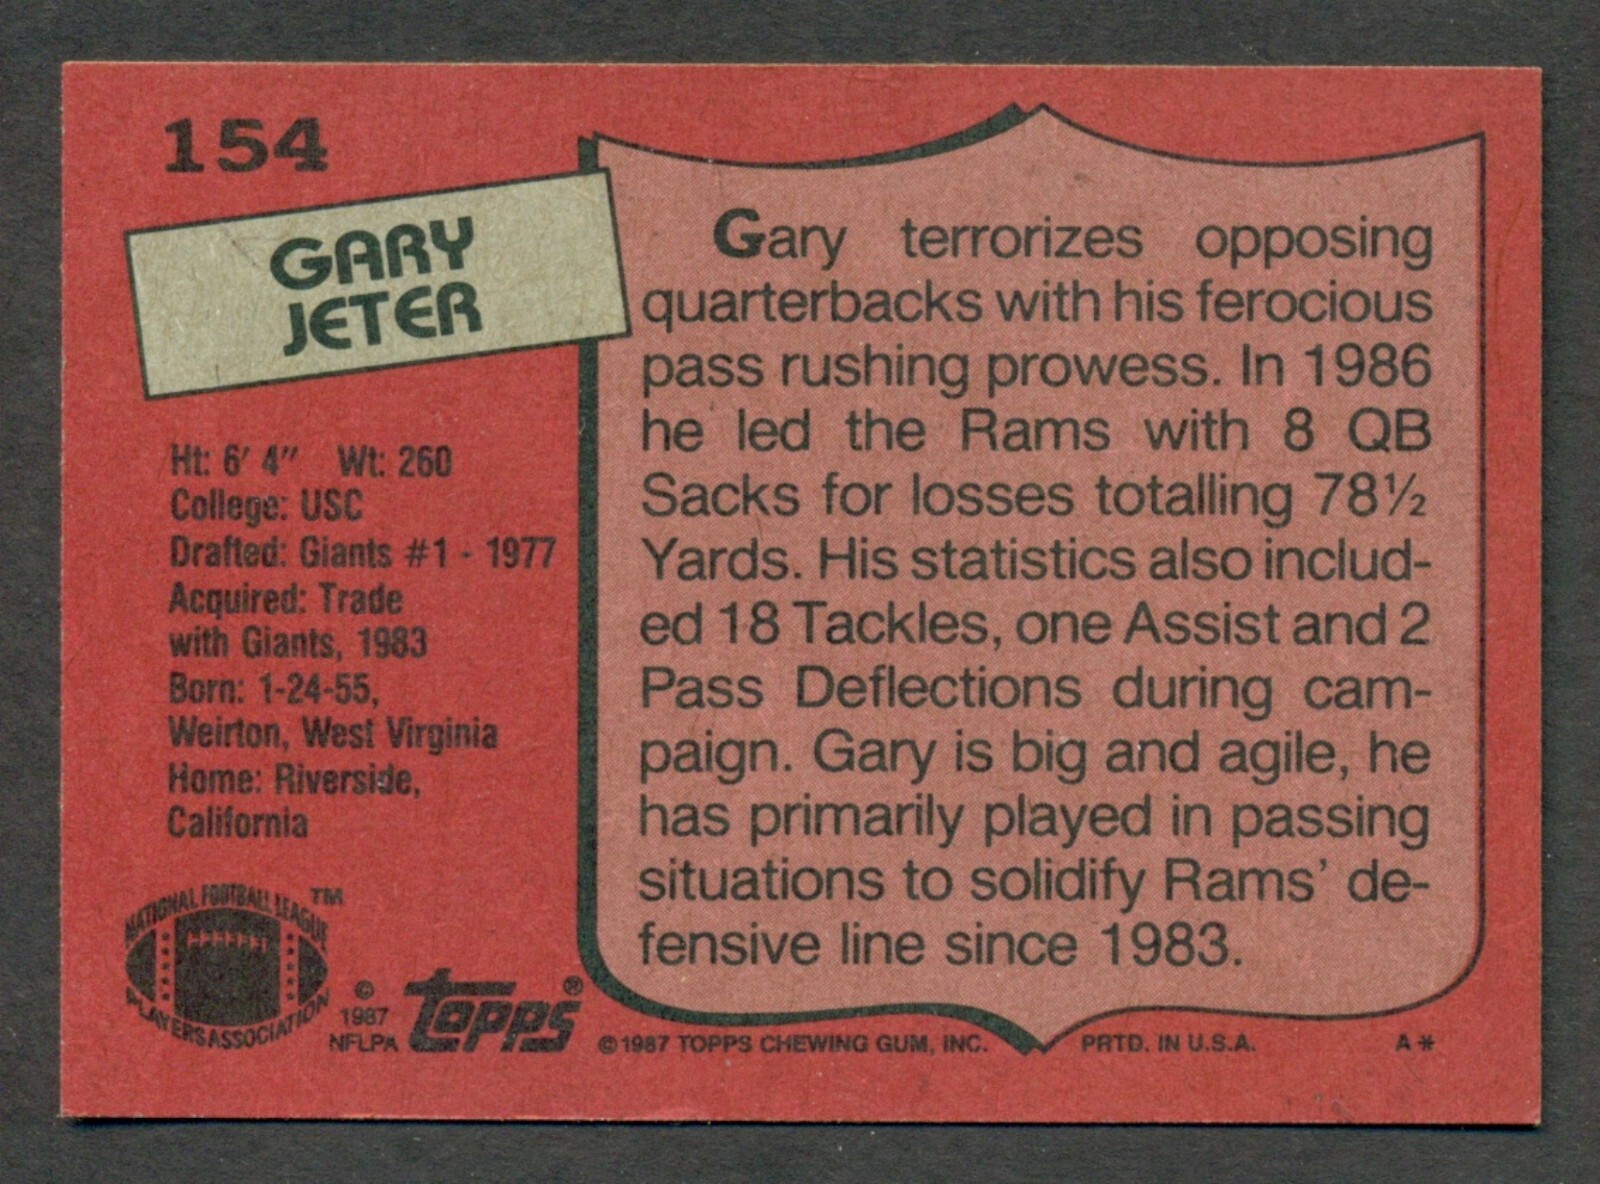 154
GARY
JETER
Ht: 6' 4" Wt: 260
College: USC
Drafted: Giants #1 - 1977
Acquired: Trade
with Giants, 1983
Born: 1-24-55,
Weirton, West Virginia
Home: Riverside,
California
NATIONAL FOOTBALL LEAGUE
PLAYERS ASSOCIATION
TM
©
1987
NFLPA
topps®
Gary terrorizes opposing
quarterbacks with his ferocious
pass rushing prowess. In 1986
he led the Rams with 8 QB
Sacks for losses totalling 78½
Yards. His statistics also includ-
ed 18 Tackles, one Assist and 2
Pass Deflections during cam-
paign. Gary is big and agile, he
has primarily played in passing
situations to solidify Rams' de-
fensive line since 1983.
©1987 TOPPS CHEWING GUM, INC. PRTD. IN U.S.A. A*